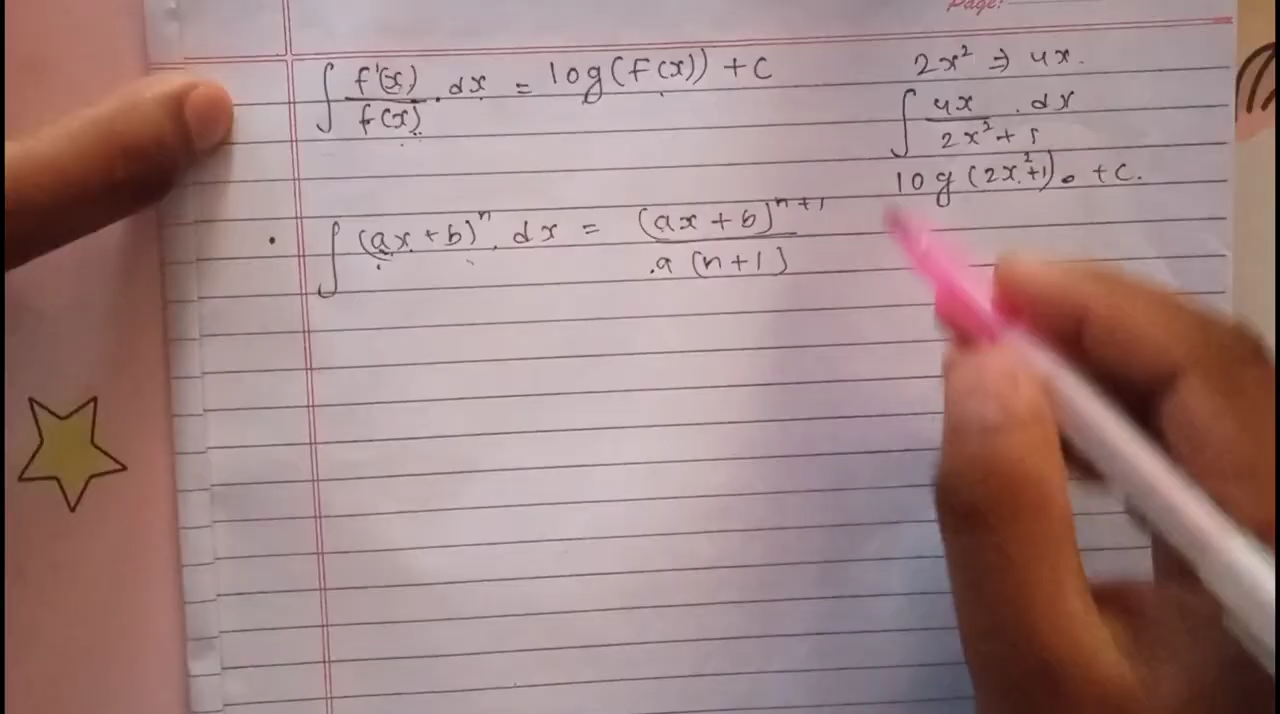 Page:
∫ f'(x)/f(x) . dx = log(f(x)) + c
2x² ⇒ 4x.
∫ 4x/2x²+1 . dx
log (2x²+1) . + c.
. ∫ (ax+b)ⁿ . dx = (ax+b)ⁿ⁺¹/a(n+1)